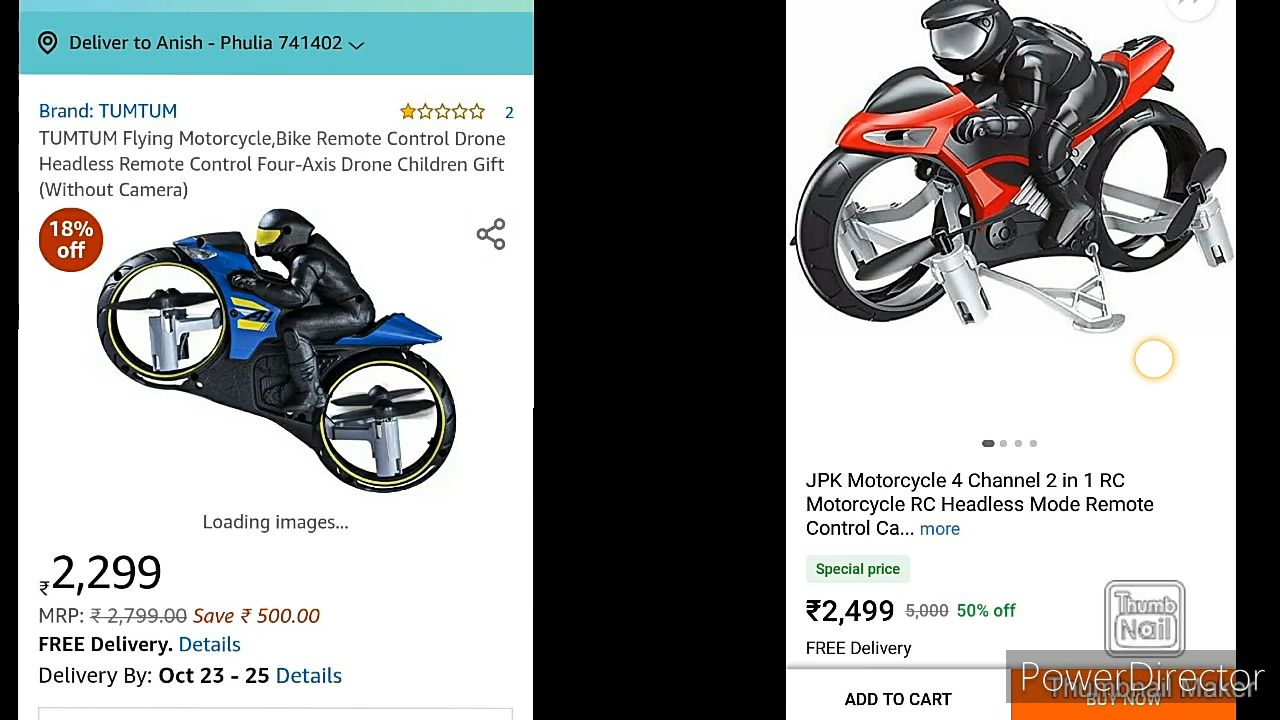 Deliver to Anish - Phulia 741402
Brand: TUMTUM
2
TUMTUM Flying Motorcycle,Bike Remote Control Drone
Headless Remote Control Four-Axis Drone Children Gift
(Without Camera)
18%
off
Loading images...
₹2,299
MRP: ₹ 2,799.00 Save ₹ 500.00
FREE Delivery. Details
Delivery By: Oct 23 - 25 Details
JPK Motorcycle 4 Channel 2 in 1 RC
Motorcycle RC Headless Mode Remote
Control Ca... more
Special price
₹2,499 5,000 50% off
FREE Delivery
Thumb
Nail
PowerDirector
Thumbnail Maker
ADD TO CART
BUY NOW